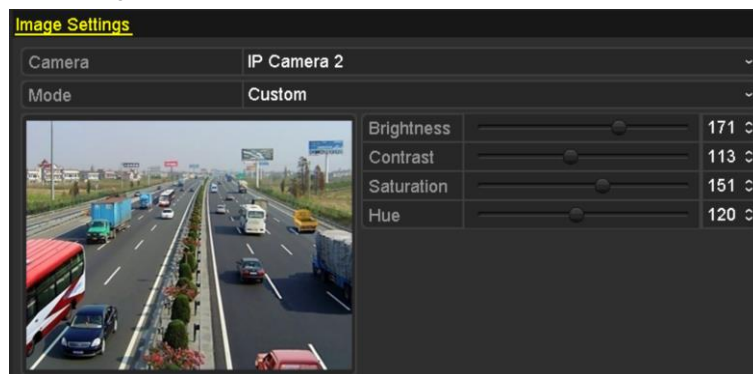 Image Settings
Camera IP Camera 2
Mode Custom
Brightness 171
Contrast 113
Saturation 151
Hue 120